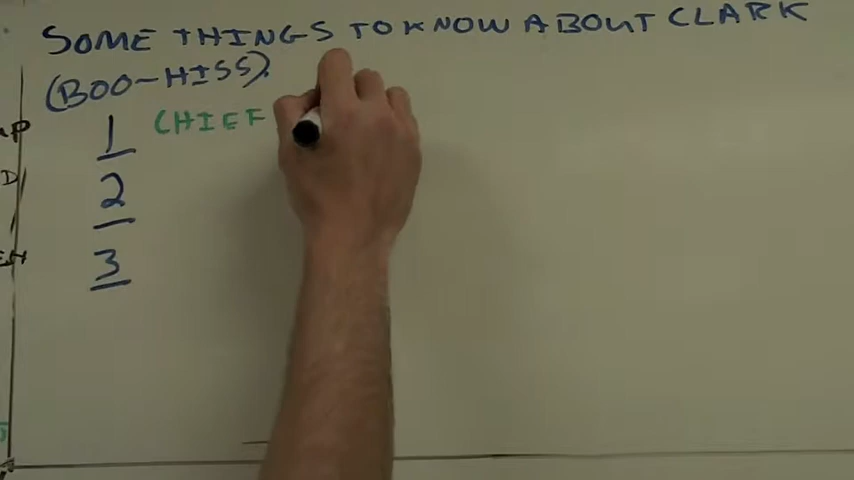 SOME THINGS TO KNOW ABOUT CLARK
(BOO-HISS).
1 CHIEF
2
3